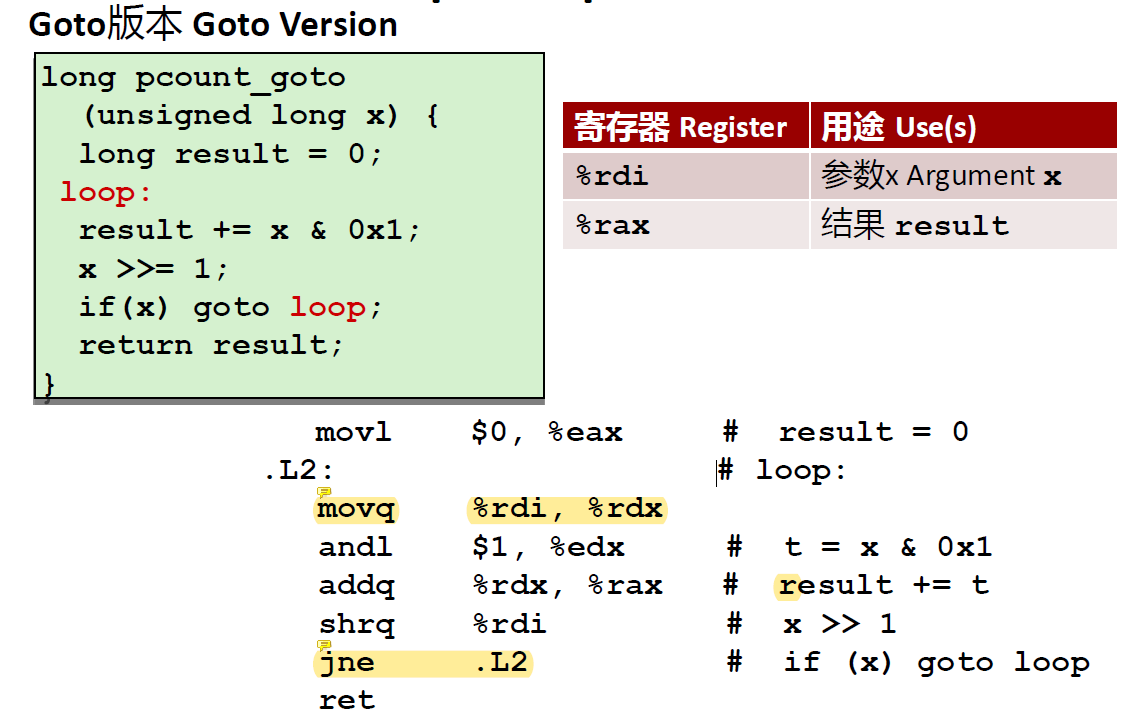 Goto版本 Goto Version
long pcount_goto
(unsigned long x) {
long result = 0;
loop:
result += x & 0x1;
x >>= 1;
if(x) goto loop;
return result;
}
寄存器 Register 用途 Use(s)
%rdi 参数x Argument x
%rax 结果 result
movl $0, %eax # result = 0
.L2: # loop:
movq %rdi, %rdx
andl $1, %edx # t = x & 0x1
addq %rdx, %rax # result += t
shrq %rdi # x >> 1
jne .L2 # if (x) goto loop
ret